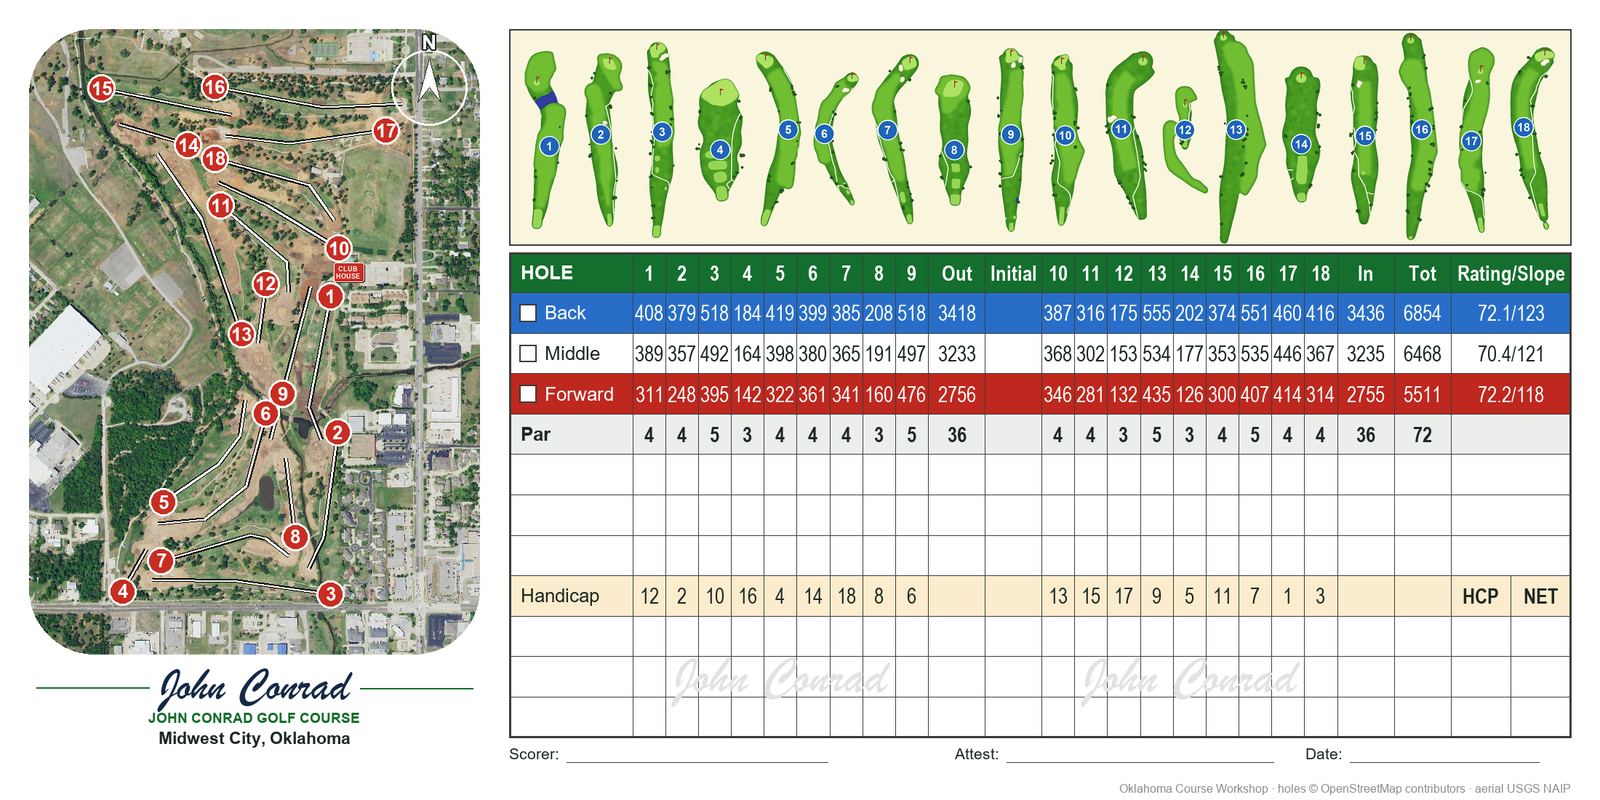 N
15
16
17
14
18
11
10
CLUB
HOUSE
12
1
13
9
6
2
5
8
7
4
3
John Conrad
JOHN CONRAD GOLF COURSE
Midwest City, Oklahoma
1 2 3 4 5 6 7 8 9 10 11 12 13 14 15 16 17 18
HOLE 1 2 3 4 5 6 7 8 9 Out Initial 10 11 12 13 14 15 16 17 18 In Tot Rating/Slope
Back 408 379 518 184 419 399 385 208 518 3418 387 316 175 555 202 374 551 460 416 3436 6854 72.1/123
Middle 389 357 492 164 398 380 365 191 497 3233 368 302 153 534 177 353 535 446 367 3235 6468 70.4/121
Forward 311 248 395 142 322 361 341 160 476 2756 346 281 132 435 126 300 407 414 314 2755 5511 72.2/118
Par 4 4 5 3 4 4 4 3 5 36 4 4 3 5 3 4 5 4 4 36 72
Handicap 12 2 10 16 4 14 18 8 6 13 15 17 9 5 11 7 1 3 HCP NET
John Conrad John Conrad
Scorer: Attest: Date:
Oklahoma Course Workshop · holes © OpenStreetMap contributors · aerial USGS NAIP